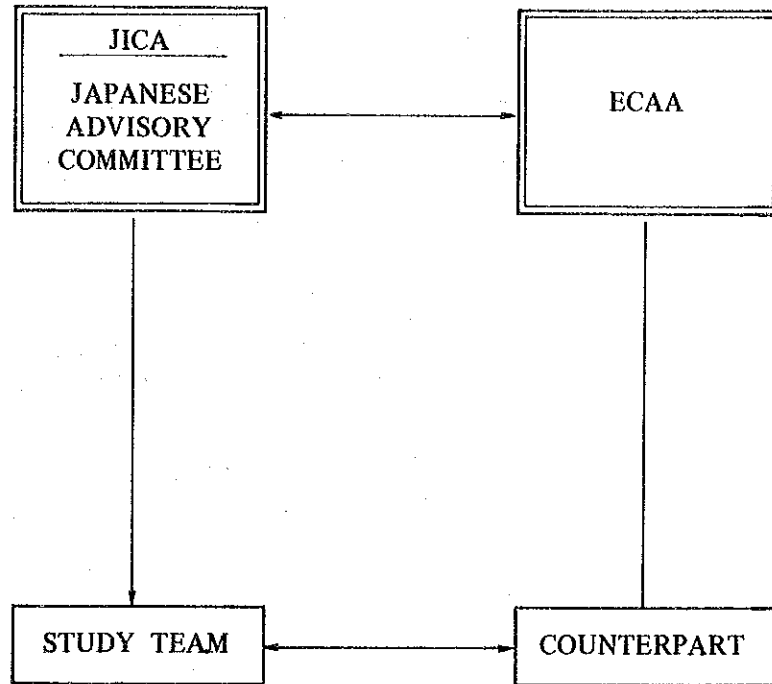 JICA
JAPANESE
ADVISORY
COMMITTEE
ECAA
STUDY TEAM
COUNTERPART